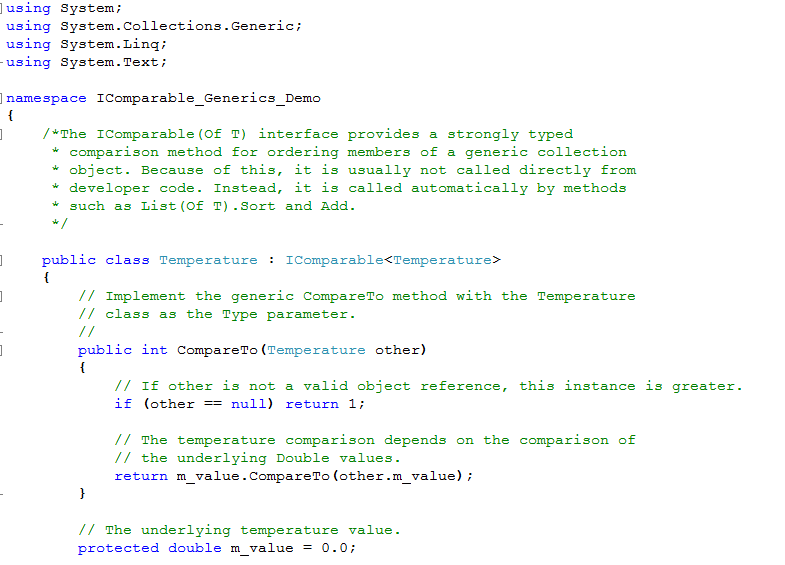 using System;
using System.Collections.Generic;
using System.Linq;
using System.Text;
namespace IComparable_Generics_Demo
{
/*The IComparable(Of T) interface provides a strongly typed
* comparison method for ordering members of a generic collection
* object. Because of this, it is usually not called directly from
* developer code. Instead, it is called automatically by methods
* such as List(Of T).Sort and Add.
*/
public class Temperature : IComparable<Temperature>
{
// Implement the generic CompareTo method with the Temperature
// class as the Type parameter.
//
public int CompareTo(Temperature other)
{
// If other is not a valid object reference, this instance is greater.
if (other == null) return 1;
// The temperature comparison depends on the comparison of
// the underlying Double values.
return m_value.CompareTo(other.m_value);
}
// The underlying temperature value.
protected double m_value = 0.0;